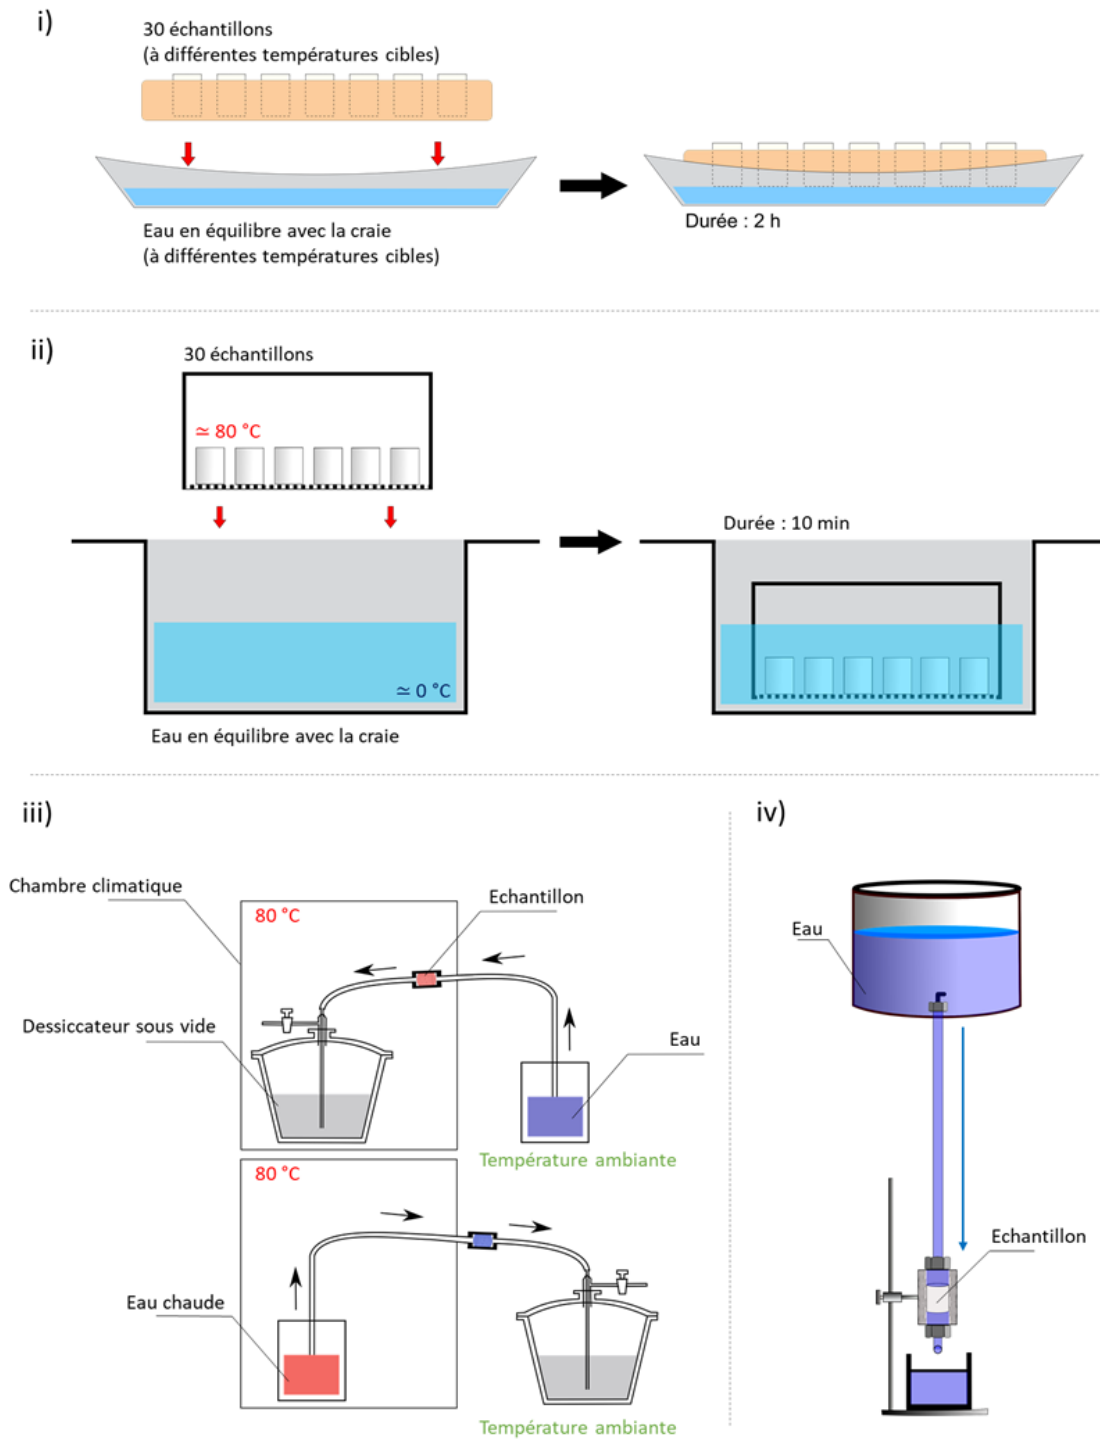 i)
30 échantillons
(à différentes températures cibles)
Eau en équilibre avec la craie
(à différentes températures cibles)
Durée : 2 h
ii)
30 échantillons
≃ 80 °C
≃ 0 °C
Eau en équilibre avec la craie
Durée : 10 min
iii)
Chambre climatique
80 °C
Echantillon
Dessiccateur sous vide
Eau
Température ambiante
80 °C
Eau chaude
Température ambiante
iv)
Eau
Echantillon